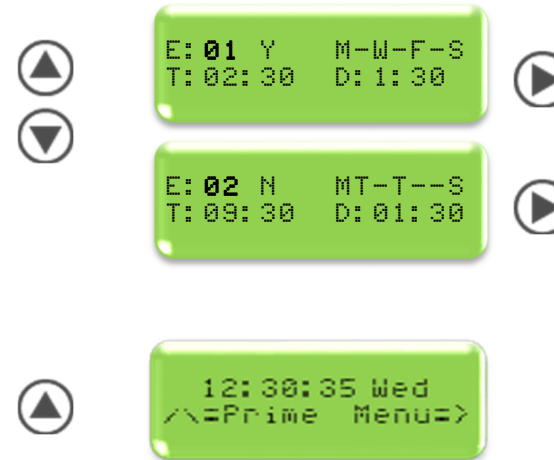 E:01 Y M-W-F-S
T:02:30 D:1:30
E:02 N MT-T--S
T:09:30 D:01:30
12:30:35 Wed
/\=Prime Menu=>